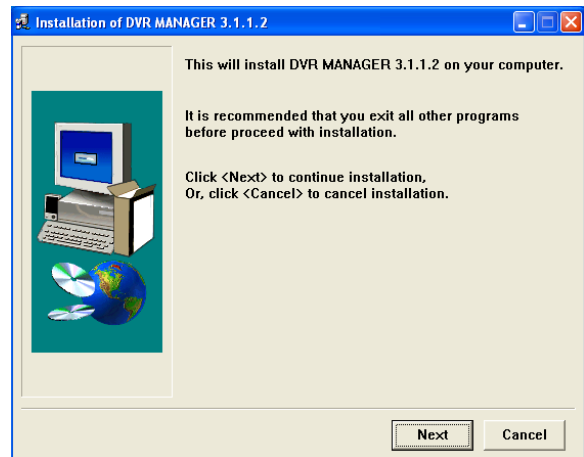 Installation of DVR MANAGER 3.1.1.2
This will install DVR MANAGER 3.1.1.2 on your computer.
It is recommended that you exit all other programs
before proceed with installation.
Click <Next> to continue installation,
Or, click <Cancel> to cancel installation.
Next
Cancel